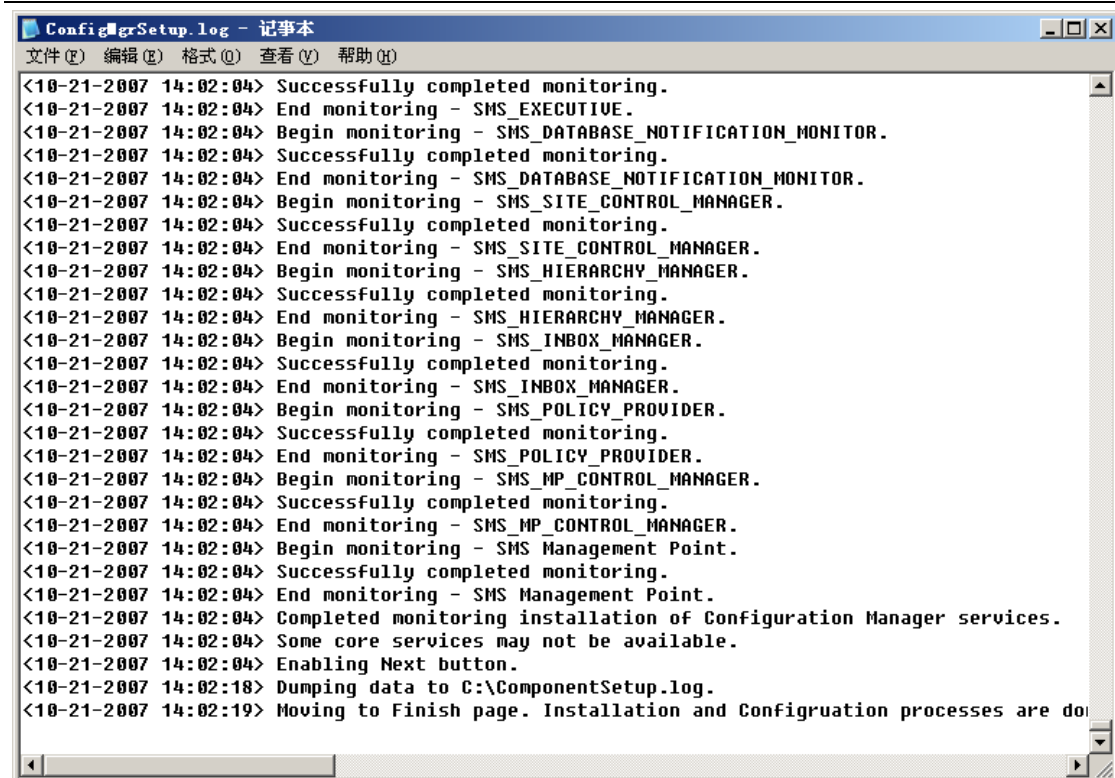 ConfigMgrSetup.log - 记事本
文件(F) 编辑(E) 格式(O) 查看(V) 帮助(H)
<10-21-2007 14:02:04> Successfully completed monitoring.
<10-21-2007 14:02:04> End monitoring - SMS_EXECUTIVE.
<10-21-2007 14:02:04> Begin monitoring - SMS_DATABASE_NOTIFICATION_MONITOR.
<10-21-2007 14:02:04> Successfully completed monitoring.
<10-21-2007 14:02:04> End monitoring - SMS_DATABASE_NOTIFICATION_MONITOR.
<10-21-2007 14:02:04> Begin monitoring - SMS_SITE_CONTROL_MANAGER.
<10-21-2007 14:02:04> Successfully completed monitoring.
<10-21-2007 14:02:04> End monitoring - SMS_SITE_CONTROL_MANAGER.
<10-21-2007 14:02:04> Begin monitoring - SMS_HIERARCHY_MANAGER.
<10-21-2007 14:02:04> Successfully completed monitoring.
<10-21-2007 14:02:04> End monitoring - SMS_HIERARCHY_MANAGER.
<10-21-2007 14:02:04> Begin monitoring - SMS_INBOX_MANAGER.
<10-21-2007 14:02:04> Successfully completed monitoring.
<10-21-2007 14:02:04> End monitoring - SMS_INBOX_MANAGER.
<10-21-2007 14:02:04> Begin monitoring - SMS_POLICY_PROVIDER.
<10-21-2007 14:02:04> Successfully completed monitoring.
<10-21-2007 14:02:04> End monitoring - SMS_POLICY_PROVIDER.
<10-21-2007 14:02:04> Begin monitoring - SMS_MP_CONTROL_MANAGER.
<10-21-2007 14:02:04> Successfully completed monitoring.
<10-21-2007 14:02:04> End monitoring - SMS_MP_CONTROL_MANAGER.
<10-21-2007 14:02:04> Begin monitoring - SMS Management Point.
<10-21-2007 14:02:04> Successfully completed monitoring.
<10-21-2007 14:02:04> End monitoring - SMS Management Point.
<10-21-2007 14:02:04> Completed monitoring installation of Configuration Manager services.
<10-21-2007 14:02:04> Some core services may not be available.
<10-21-2007 14:02:04> Enabling Next button.
<10-21-2007 14:02:18> Dumping data to C:\ComponentSetup.log.
<10-21-2007 14:02:19> Moving to Finish page. Installation and Configruation processes are do